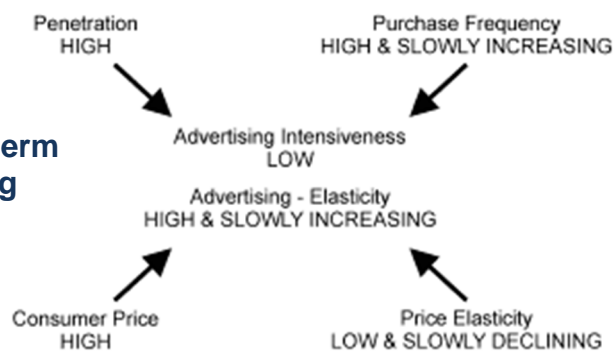 Penetration
HIGH
Purchase Frequency
HIGH & SLOWLY INCREASING
Advertising Intensiveness
LOW
Advertising - Elasticity
HIGH & SLOWLY INCREASING
Consumer Price
HIGH
Price Elasticity
LOW & SLOWLY DECLINING